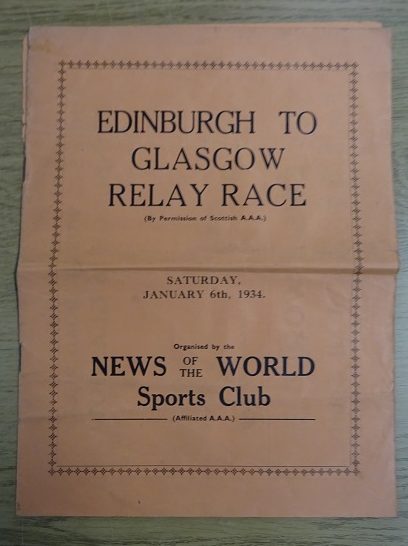 EDINBURGH TO
GLASGOW
RELAY RACE
(By Permission of Scottish A.A.A.)
SATURDAY,
JANUARY 6th, 1934.
Organised by the
NEWS OF THE WORLD
Sports Club
(Affiliated A.A.A.)